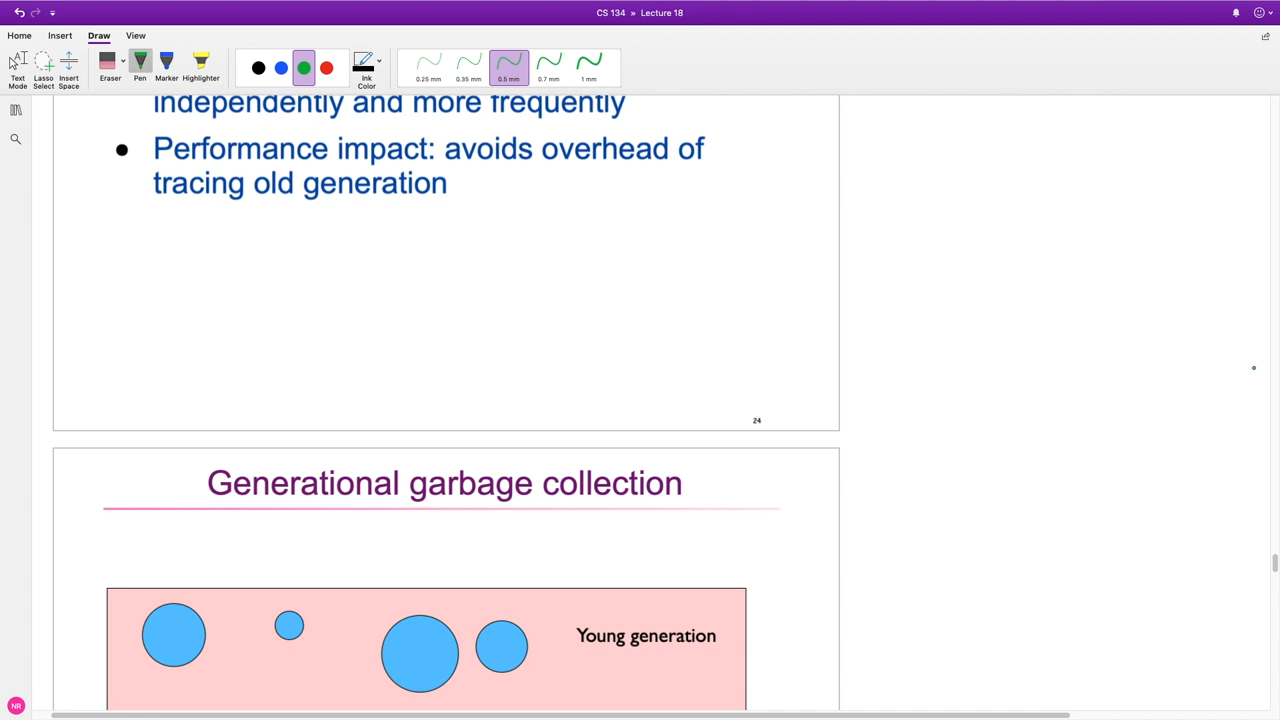 CS 134 » Lecture 18
Home Insert Draw View
Text Mode
Lasso Select
Insert Space
Eraser
Pen
Marker
Highlighter
Ink Color
0.25 mm
0.35 mm
0.5 mm
0.7 mm
1 mm
independently and more frequently
● Performance impact: avoids overhead of
tracing old generation
24
Generational garbage collection
Young generation
NR